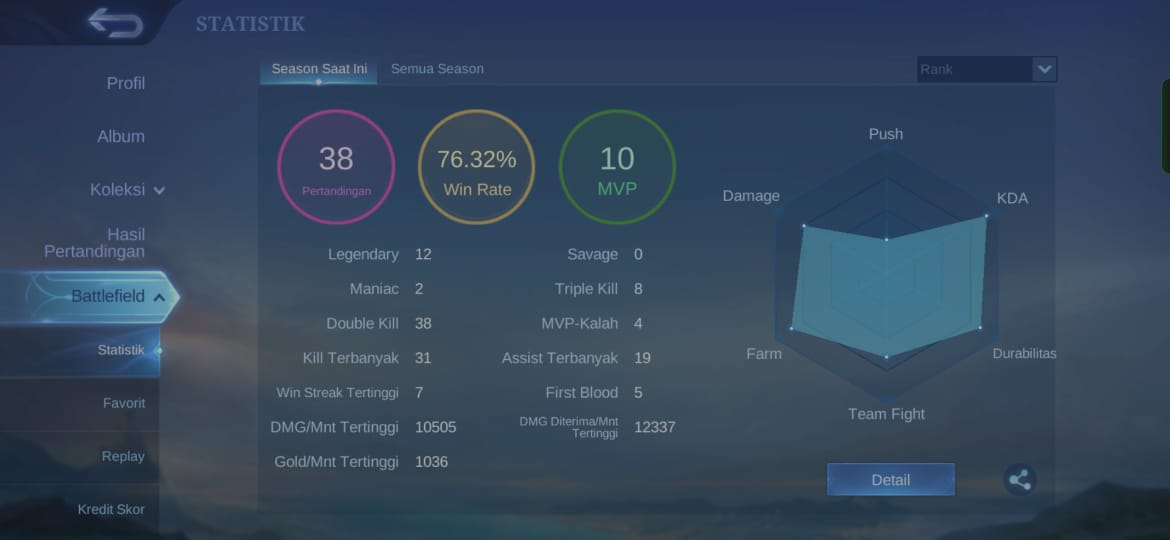 STATISTIK
Profil
Album
Koleksi
Hasil
Pertandingan
Battlefield
Statistik
Favorit
Replay
Kredit Skor
Season Saat Ini
Semua Season
Rank
38
Pertandingan
76.32%
Win Rate
10
MVP
Legendary 12
Savage 0
Maniac 2
Triple Kill 8
Double Kill 38
MVP-Kalah 4
Kill Terbanyak 31
Assist Terbanyak 19
Win Streak Tertinggi 7
First Blood 5
DMG/Mnt Tertinggi 10505
DMG Diterima/Mnt
Tertinggi 12337
Gold/Mnt Tertinggi 1036
Push
Damage
KDA
Farm
Durabilitas
Team Fight
Detail